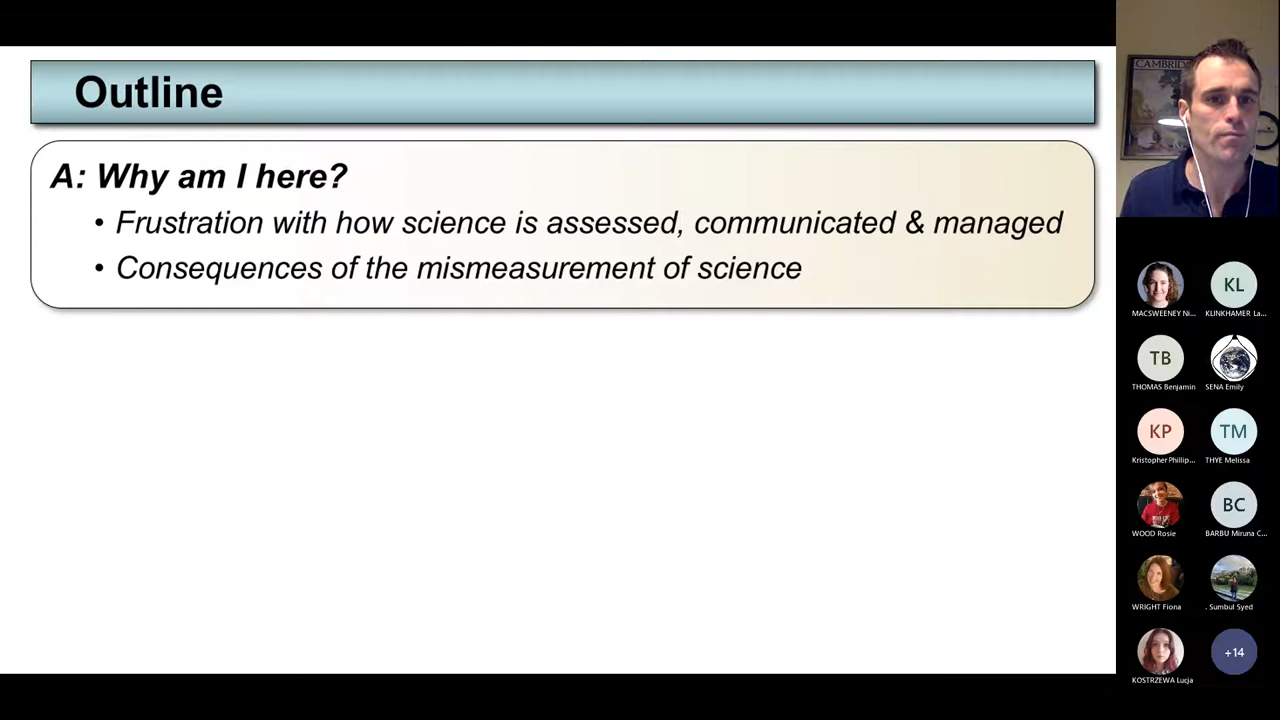 Outline
A: Why am I here?
• Frustration with how science is assessed, communicated & managed
• Consequences of the mismeasurement of science
CAMBRIDG
MACSWEENEY Ni...
KL
KLINKHAMER La...
TB
THOMAS Benjamin
SENA Emily
KP
Kristopher Phillip...
TM
THYE Melissa
WOOD Rosie
BC
BARBU Miruna C...
WRIGHT Fiona
. Sumbul Syed
KOSTRZEWA Lucja
+14